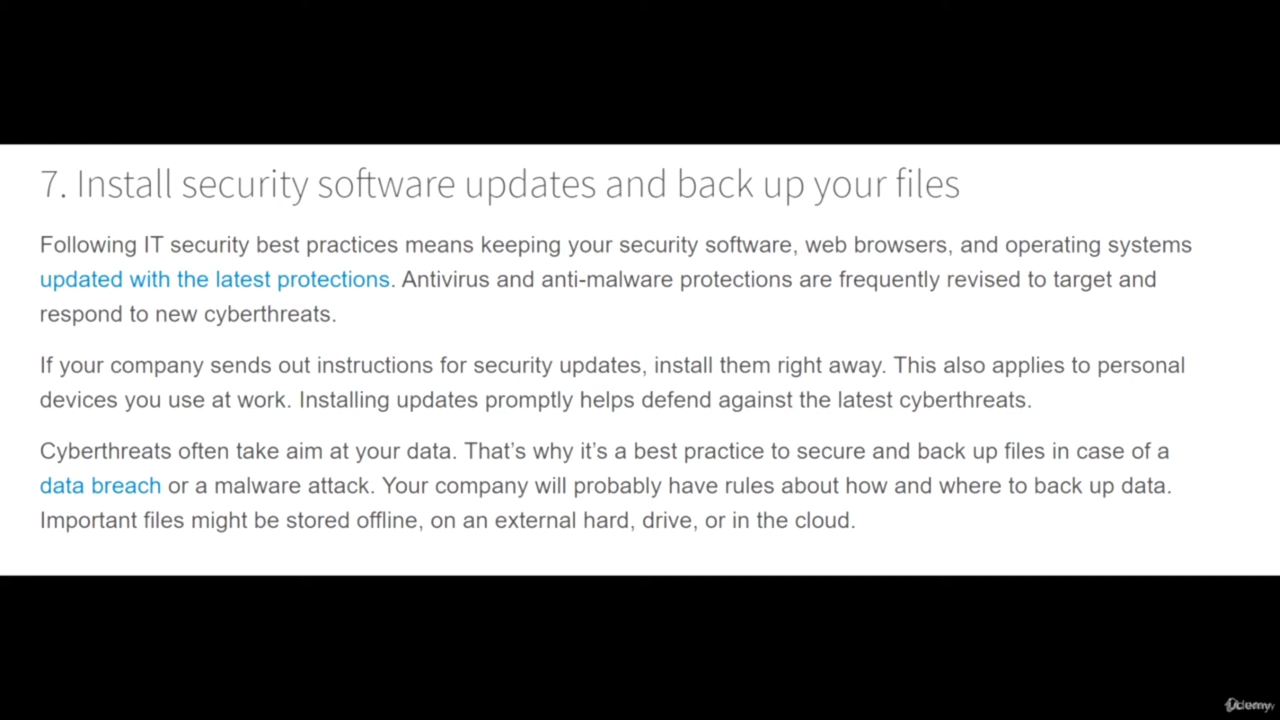 7. Install security software updates and back up your files
Following IT security best practices means keeping your security software, web browsers, and operating systems
updated with the latest protections. Antivirus and anti-malware protections are frequently revised to target and
respond to new cyberthreats.
If your company sends out instructions for security updates, install them right away. This also applies to personal
devices you use at work. Installing updates promptly helps defend against the latest cyberthreats.
Cyberthreats often take aim at your data. That’s why it’s a best practice to secure and back up files in case of a
data breach or a malware attack. Your company will probably have rules about how and where to back up data.
Important files might be stored offline, on an external hard, drive, or in the cloud.
Udemy